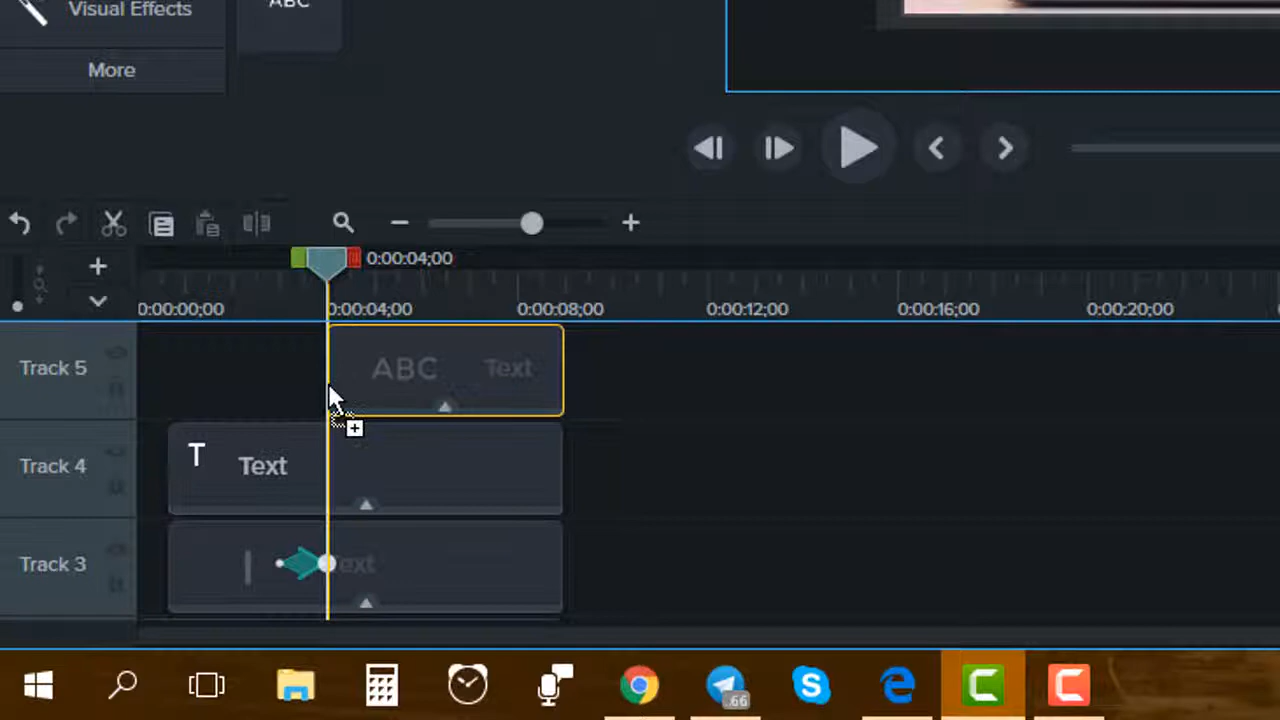 Visual Effects
ABC
More
0:00:04;00
0:00:00;00 0:00:04;00 0:00:08;00 0:00:12;00 0:00:16;00 0:00:20;00
Track 5 ABC Text
Track 4 T Text
Track 3 Text
.66